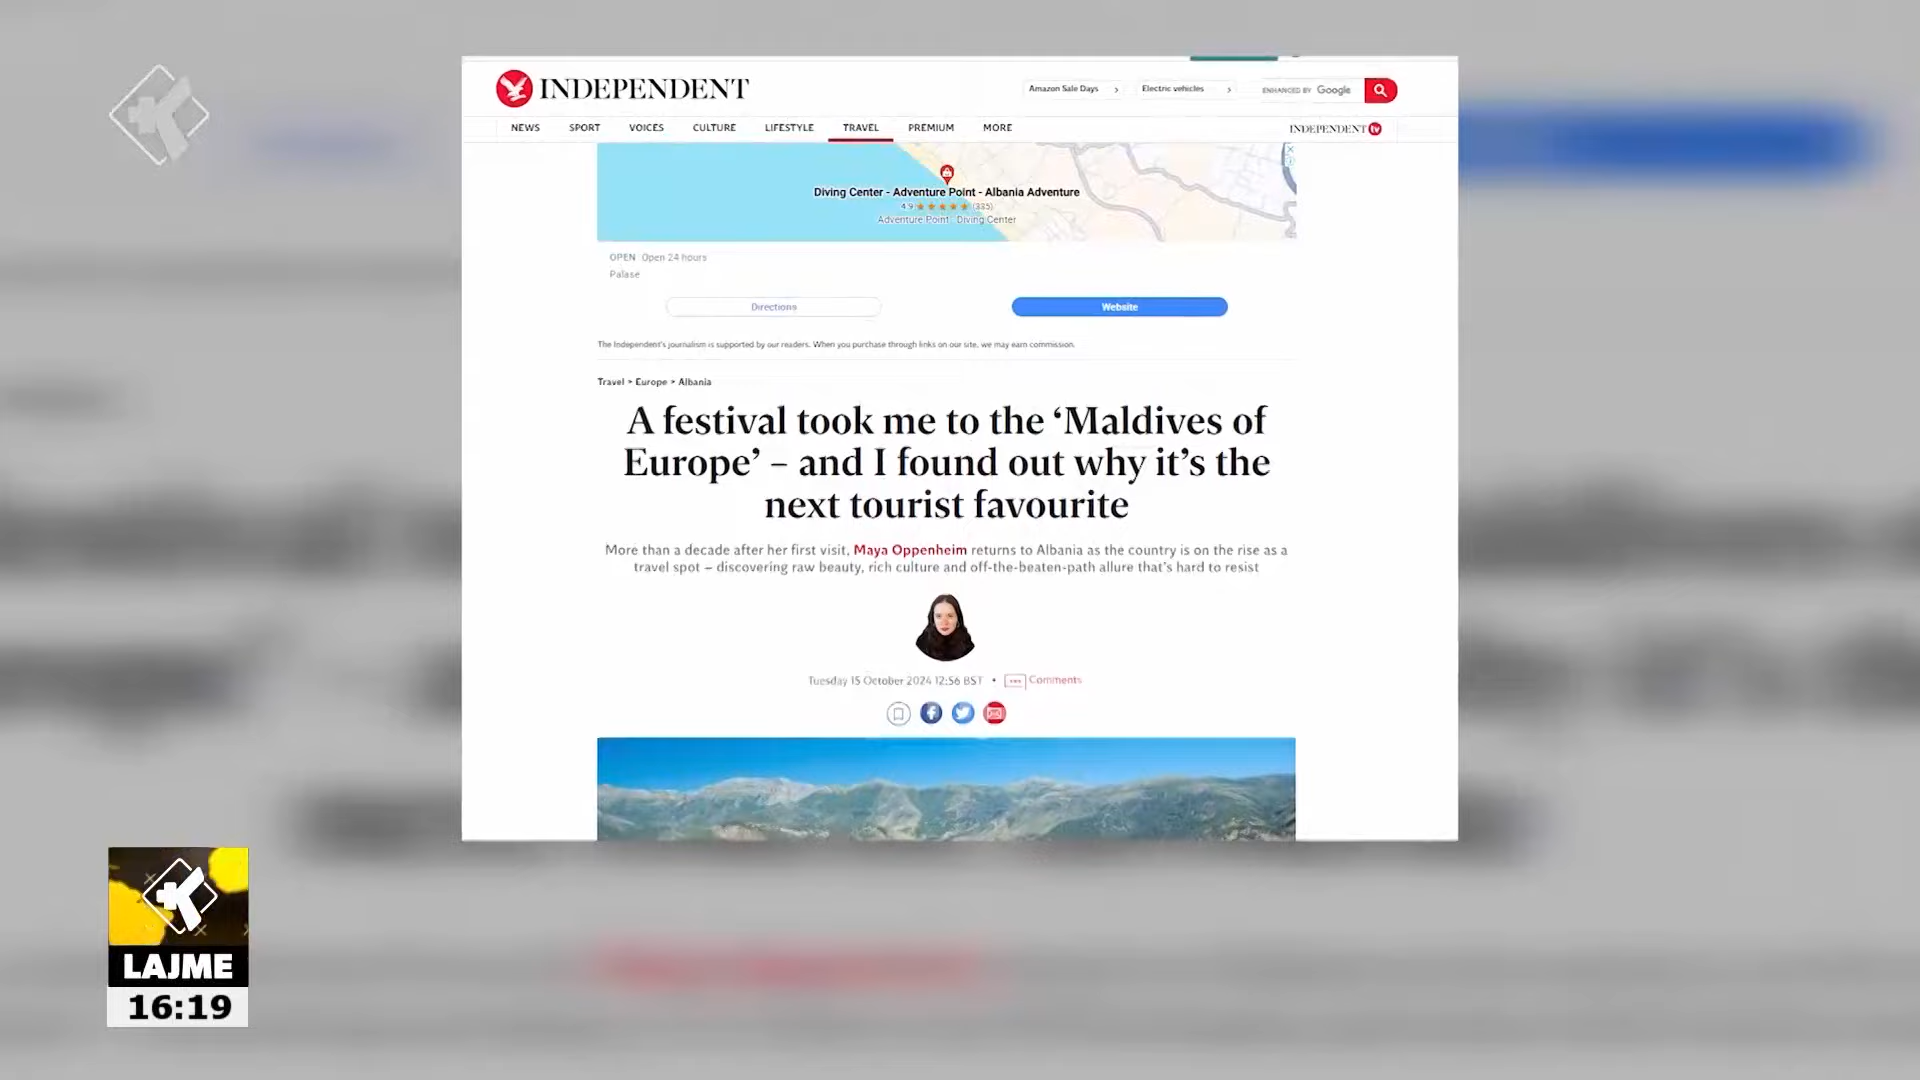 INDEPENDENT
Amazon Sale Days
Electric vehicles
ENHANCED BY Google
NEWS SPORT VOICES CULTURE LIFESTYLE TRAVEL PREMIUM MORE
INDEPENDENT tv
Diving Center - Adventure Point - Albania Adventure
4.9 ★★★★★ (335)
Adventure Point - Diving Center
OPEN Open 24 hours
Palase
Directions
Website
The Independent's journalism is supported by our readers. When you purchase through links on our site, we may earn commission.
Travel > Europe > Albania
A festival took me to the ‘Maldives of
Europe’ – and I found out why it’s the
next tourist favourite
More than a decade after her first visit, Maya Oppenheim returns to Albania as the country is on the rise as a
travel spot – discovering raw beauty, rich culture and off-the-beaten-path allure that’s hard to resist
Tuesday 15 October 2024 12:56 BST • Comments
LAJME
16:19